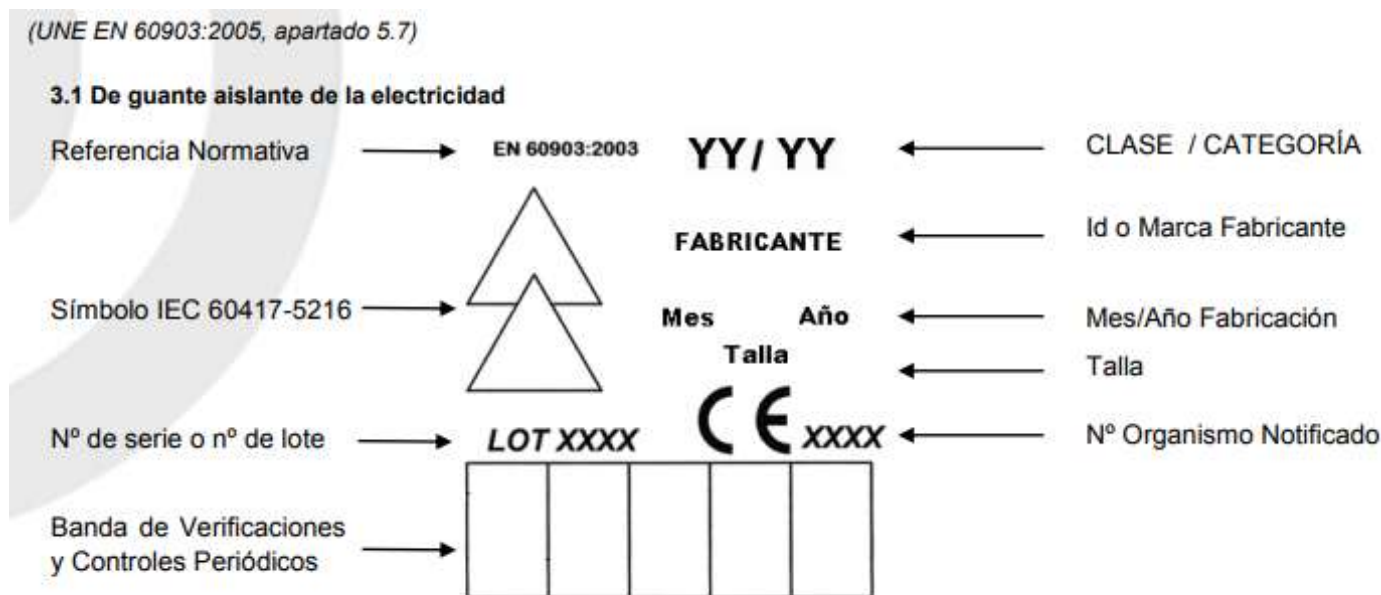 (UNE EN 60903:2005, apartado 5.7)
3.1 De guante aislante de la electricidad
Referencia Normativa
EN 60903:2003
YY/ YY
CLASE / CATEGORÍA
FABRICANTE
Id o Marca Fabricante
Símbolo IEC 60417-5216
Mes Año
Mes/Año Fabricación
Talla
Talla
Nº de serie o nº de lote
LOT XXXX
CE XXXX
Nº Organismo Notificado
Banda de Verificaciones
y Controles Periódicos